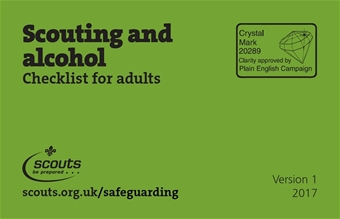 Scouting and
alcohol
Checklist for adults
Crystal
Mark
20289
Clarity approved by
Plain English Campaign
scouts
be prepared . . .
scouts.org.uk/safeguarding
Version 1
2017